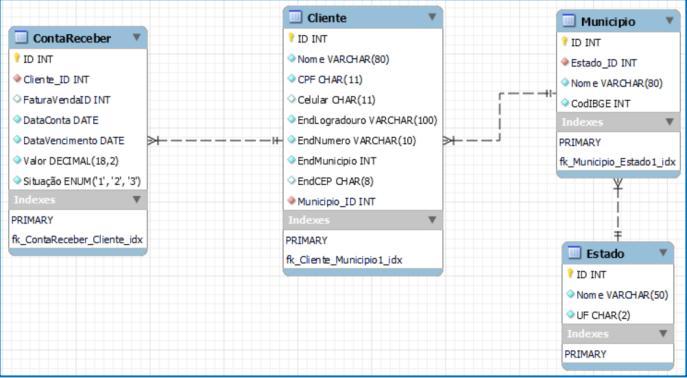 ContaReceber
ID INT
Cliente_ID INT
FaturaVendaID INT
DataConta DATE
DataVencimento DATE
Valor DECIMAL(18,2)
Situação ENUM('1', '2', '3')
Indexes
PRIMARY
fk_ContaReceber_Cliente_idx
Cliente
ID INT
Nome VARCHAR(80)
CPF CHAR(11)
Celular CHAR(11)
EndLogradouro VARCHAR(100)
EndNumero VARCHAR(10)
EndMunicipio INT
EndCEP CHAR(8)
Municipio_ID INT
Indexes
PRIMARY
fk_Cliente_Municipio1_idx
Municipio
ID INT
Estado_ID INT
Nome VARCHAR(80)
CodIBGE INT
Indexes
PRIMARY
fk_Municipio_Estado1_idx
Estado
ID INT
Nome VARCHAR(50)
UF CHAR(2)
Indexes
PRIMARY